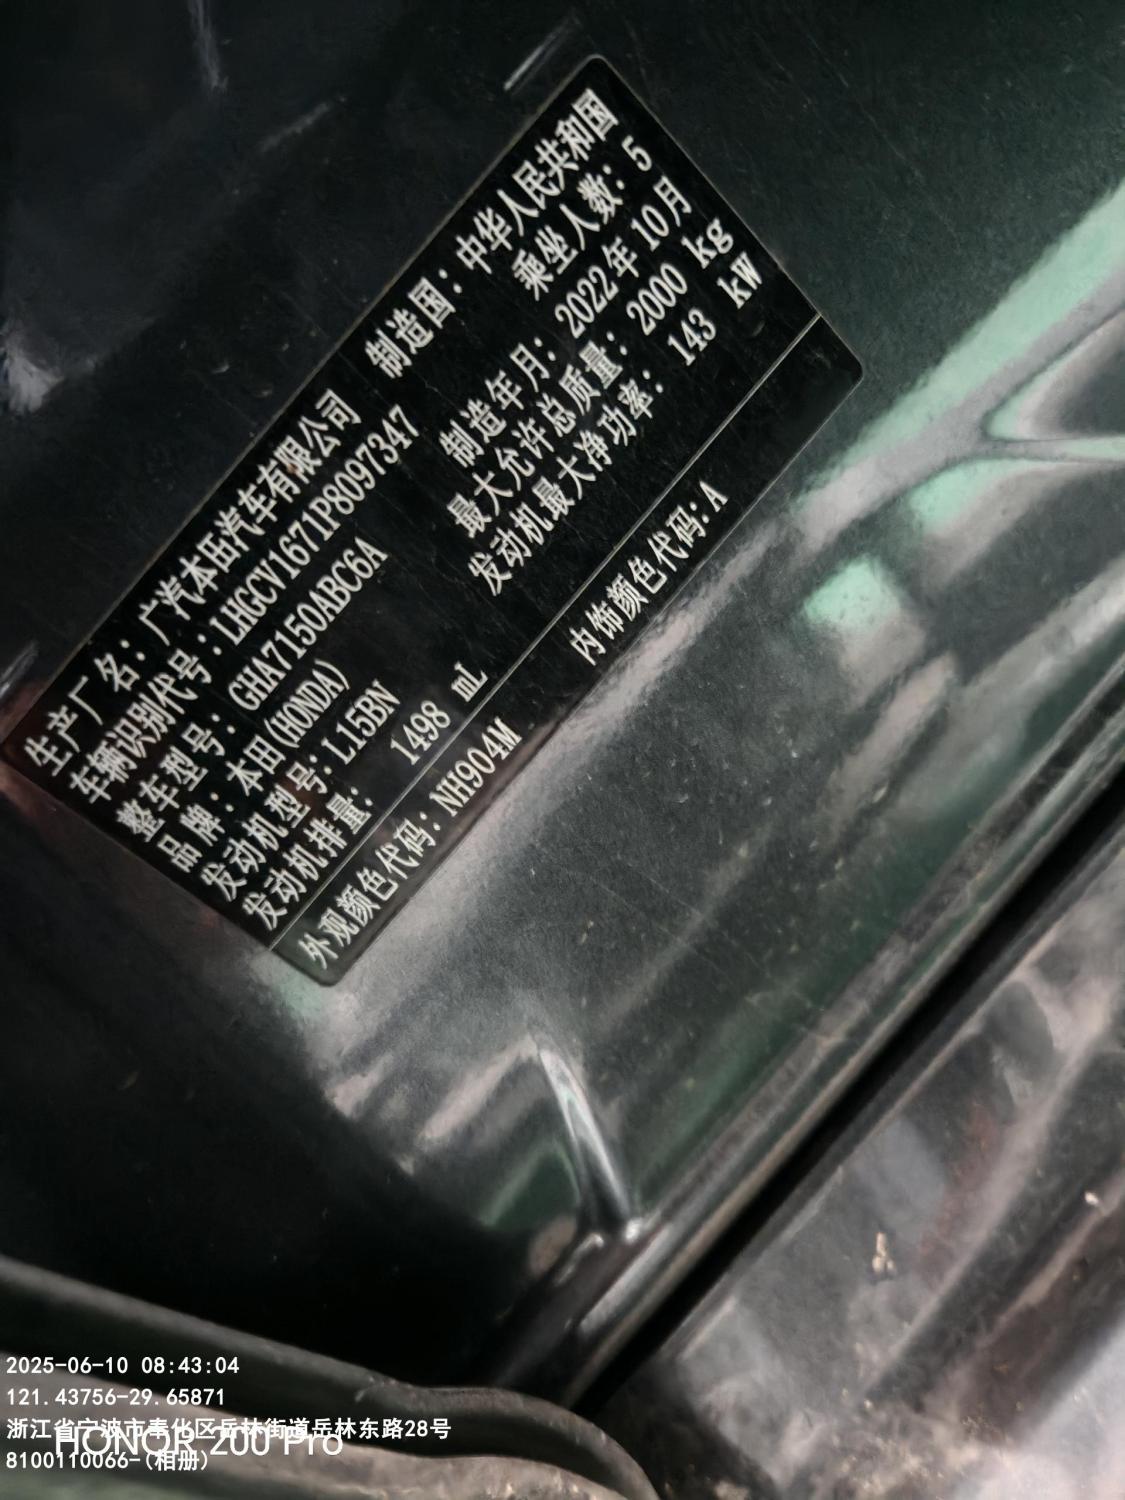 生产厂名：广汽本田汽车有限公司 制造国：中华人民共和国
车辆识别代号：LHGCV1671P8097347 乘坐人数：5
整车型号：GHA7150ABC6A 制造年月：2022年10月
品牌：本田(HONDA) 最大允许总质量：2000 kg
发动机型号：L15BN 发动机最大净功率：143 kW
发动机排量：1498 mL
外观颜色代码：NH904M 内饰颜色代码：A
2025-06-10 08:43:04
121.43756-29.65871
浙江省宁波市奉化区岳林街道岳林东路28号
HONOR 200 Pro
8100110066-(相册)